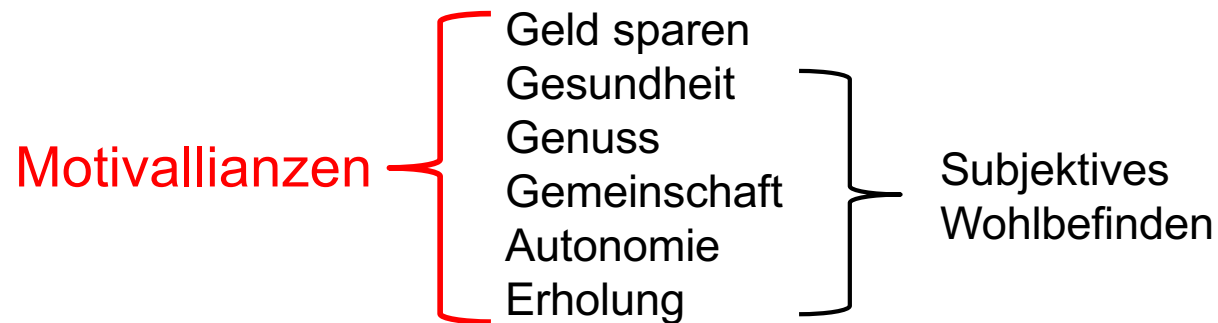 Motivallianzen
Geld sparen
Gesundheit
Genuss
Gemeinschaft
Autonomie
Erholung
Subjektives
Wohlbefinden